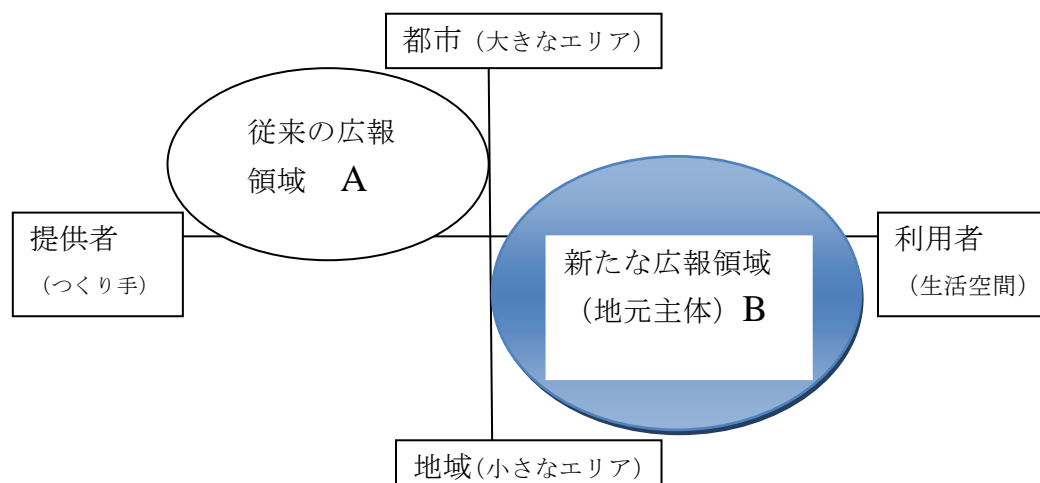 都市（大きなエリア）
従来の広報
領域　A
提供者
（つくり手）
新たな広報領域
（地元主体）B
利用者
（生活空間）
地域(小さなエリア）